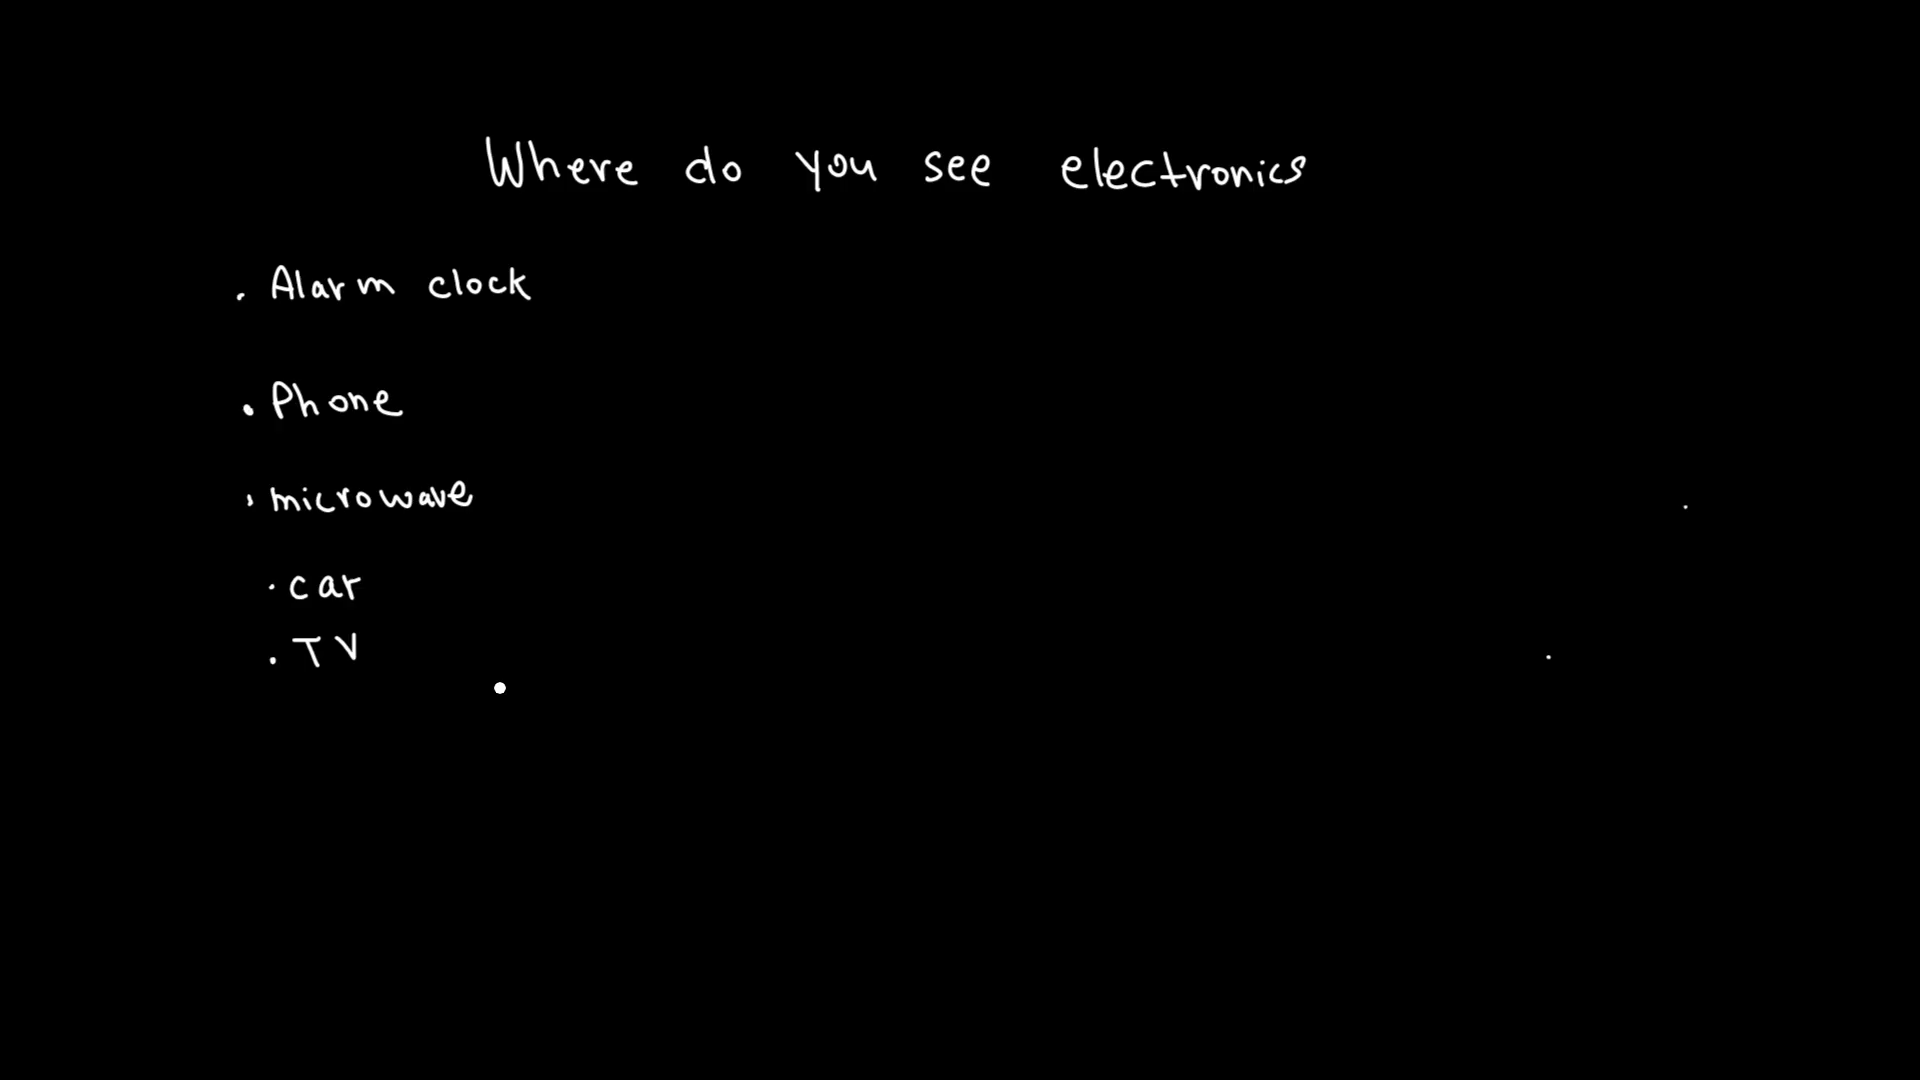 Where do you see electronics
. Alarm clock
. Phone
. microwave
. car
. TV